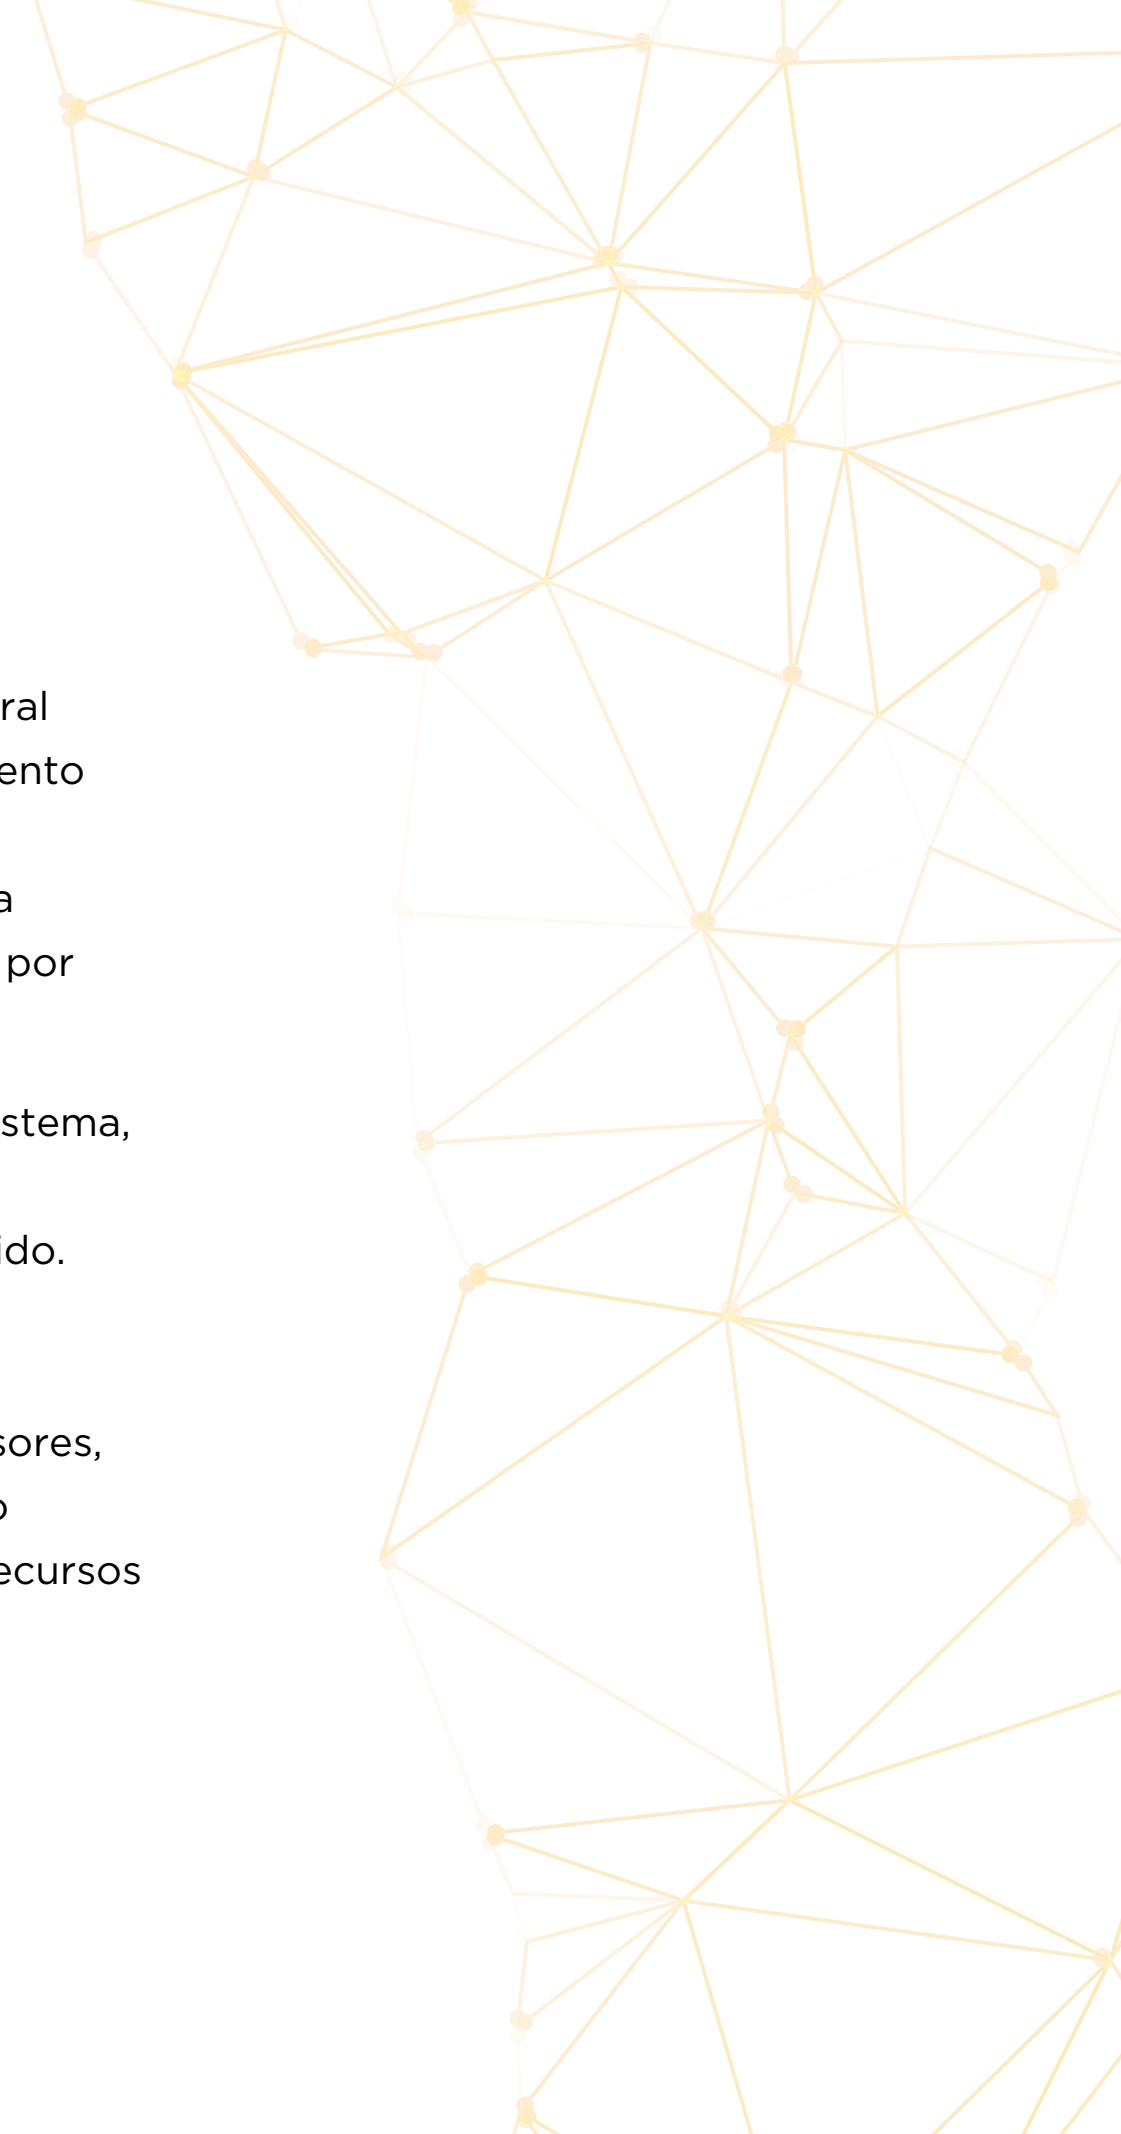 ral
ento
a
por
stema,
ido.
sores,
o
ecursos